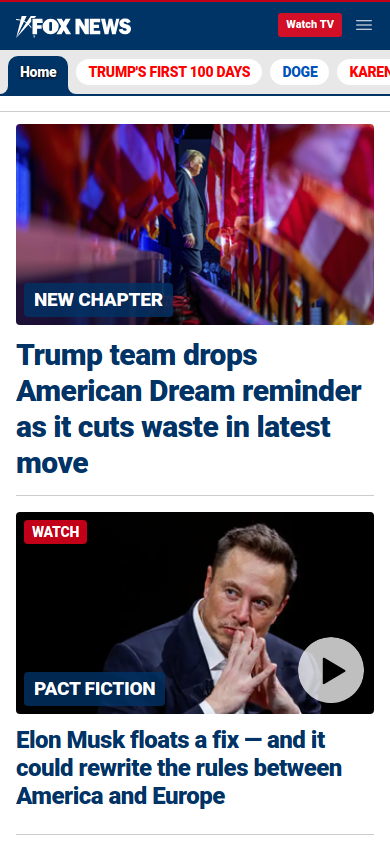 FOX NEWS
Watch TV
Home
TRUMP'S FIRST 100 DAYS
DOGE
KAREN
NEW CHAPTER
Trump team drops
American Dream reminder
as it cuts waste in latest
move
WATCH
PACT FICTION
Elon Musk floats a fix — and it
could rewrite the rules between
America and Europe